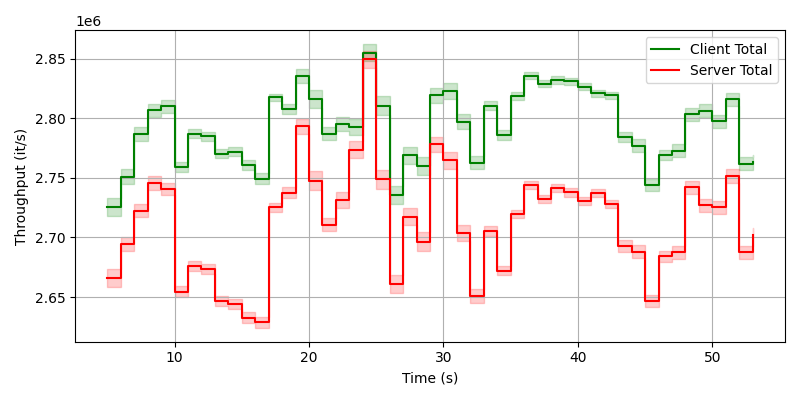 1e6
Client Total
Server Total
2.85
2.80
2.75
2.70
2.65
Throughput (it/s)
10
20
30
40
50
Time (s)